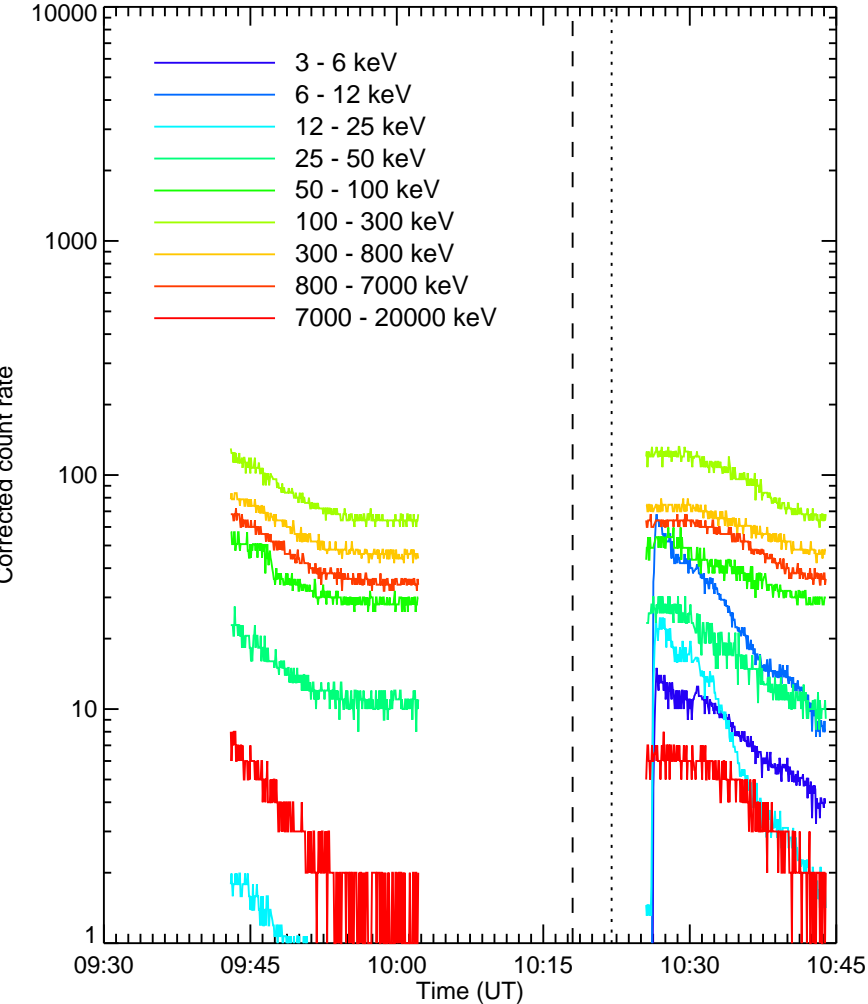 10000
3 - 6 keV
6 - 12 keV
12 - 25 keV
25 - 50 keV
50 - 100 keV
100 - 300 keV
300 - 800 keV
800 - 7000 keV
7000 - 20000 keV
1000
100
10
1
Corrected count rate
09:30 09:45 10:00 10:15 10:30 10:45
Time (UT)